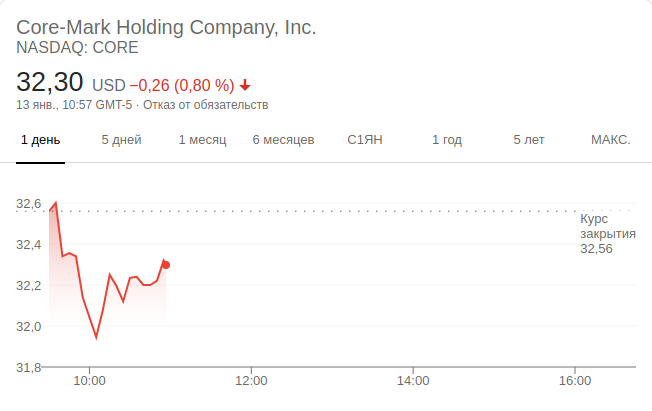 Core-Mark Holding Company, Inc.
NASDAQ: CORE
32,30 USD −0,26 (0,80 %)
13 янв., 10:57 GMT-5 · Отказ от обязательств
1 день 5 дней 1 месяц 6 месяцев С1ЯН 1 год 5 лет МАКС.
32,6
Курс
закрытия
32,56
32,4
32,2
32,0
31,8
10:00 12:00 14:00 16:00